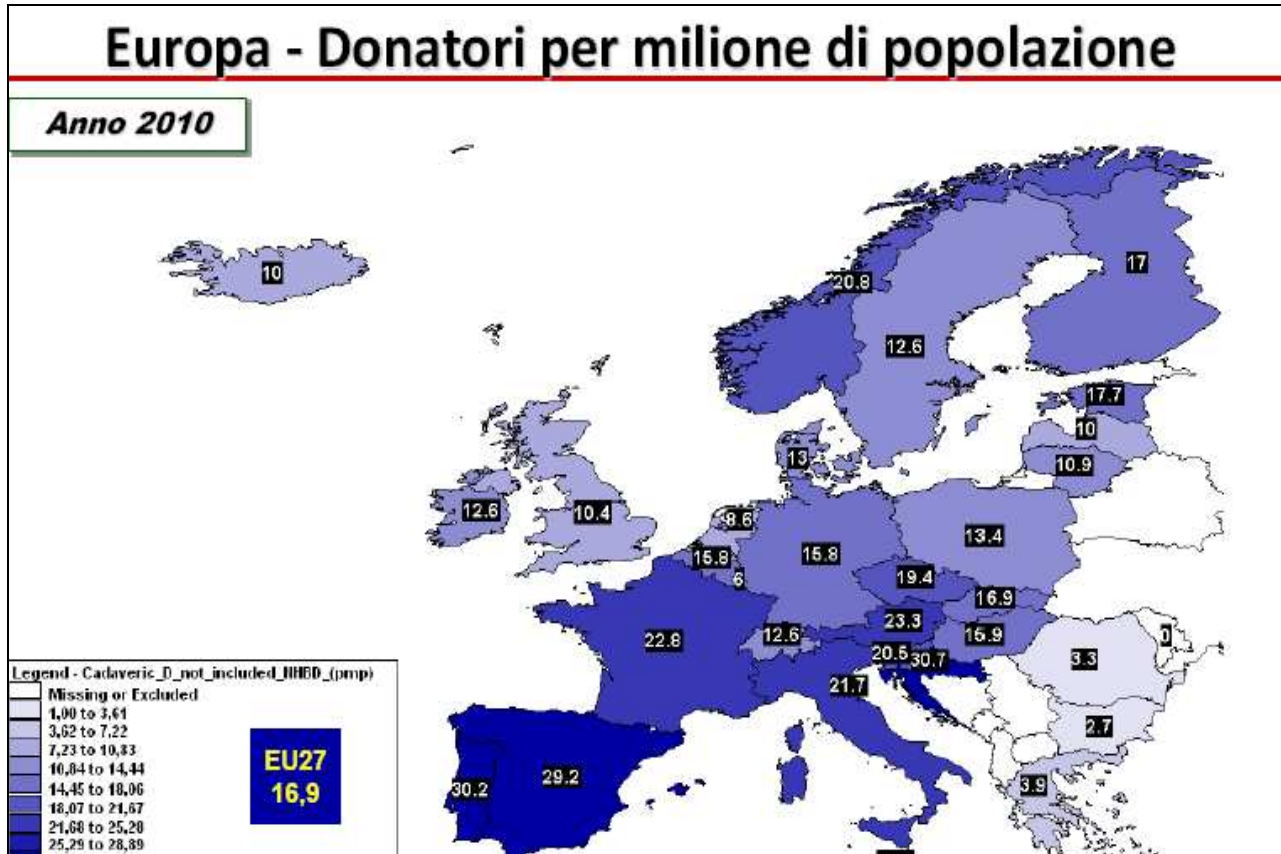 Europa - Donatori per milione di popolazione
Anno 2010
10
20.8
17
12.6
17.7
10
10.9
13
12.6
10.4
8.6
13.4
15.8
15.8
6
19.4
16.9
23.3
15.9
22.8
12.6
20.5
30.7
0
3.3
21.7
2.7
3.9
29.2
30.2
Legend - Cadaveric_D_not_included_NHBD_(pmp)
Missing or Excluded
1,00 to 3,61
3,62 to 7,22
7,23 to 10,83
10,84 to 14,44
14,45 to 18,06
18,07 to 21,67
21,68 to 25,28
25,29 to 28,89
EU27
16,9